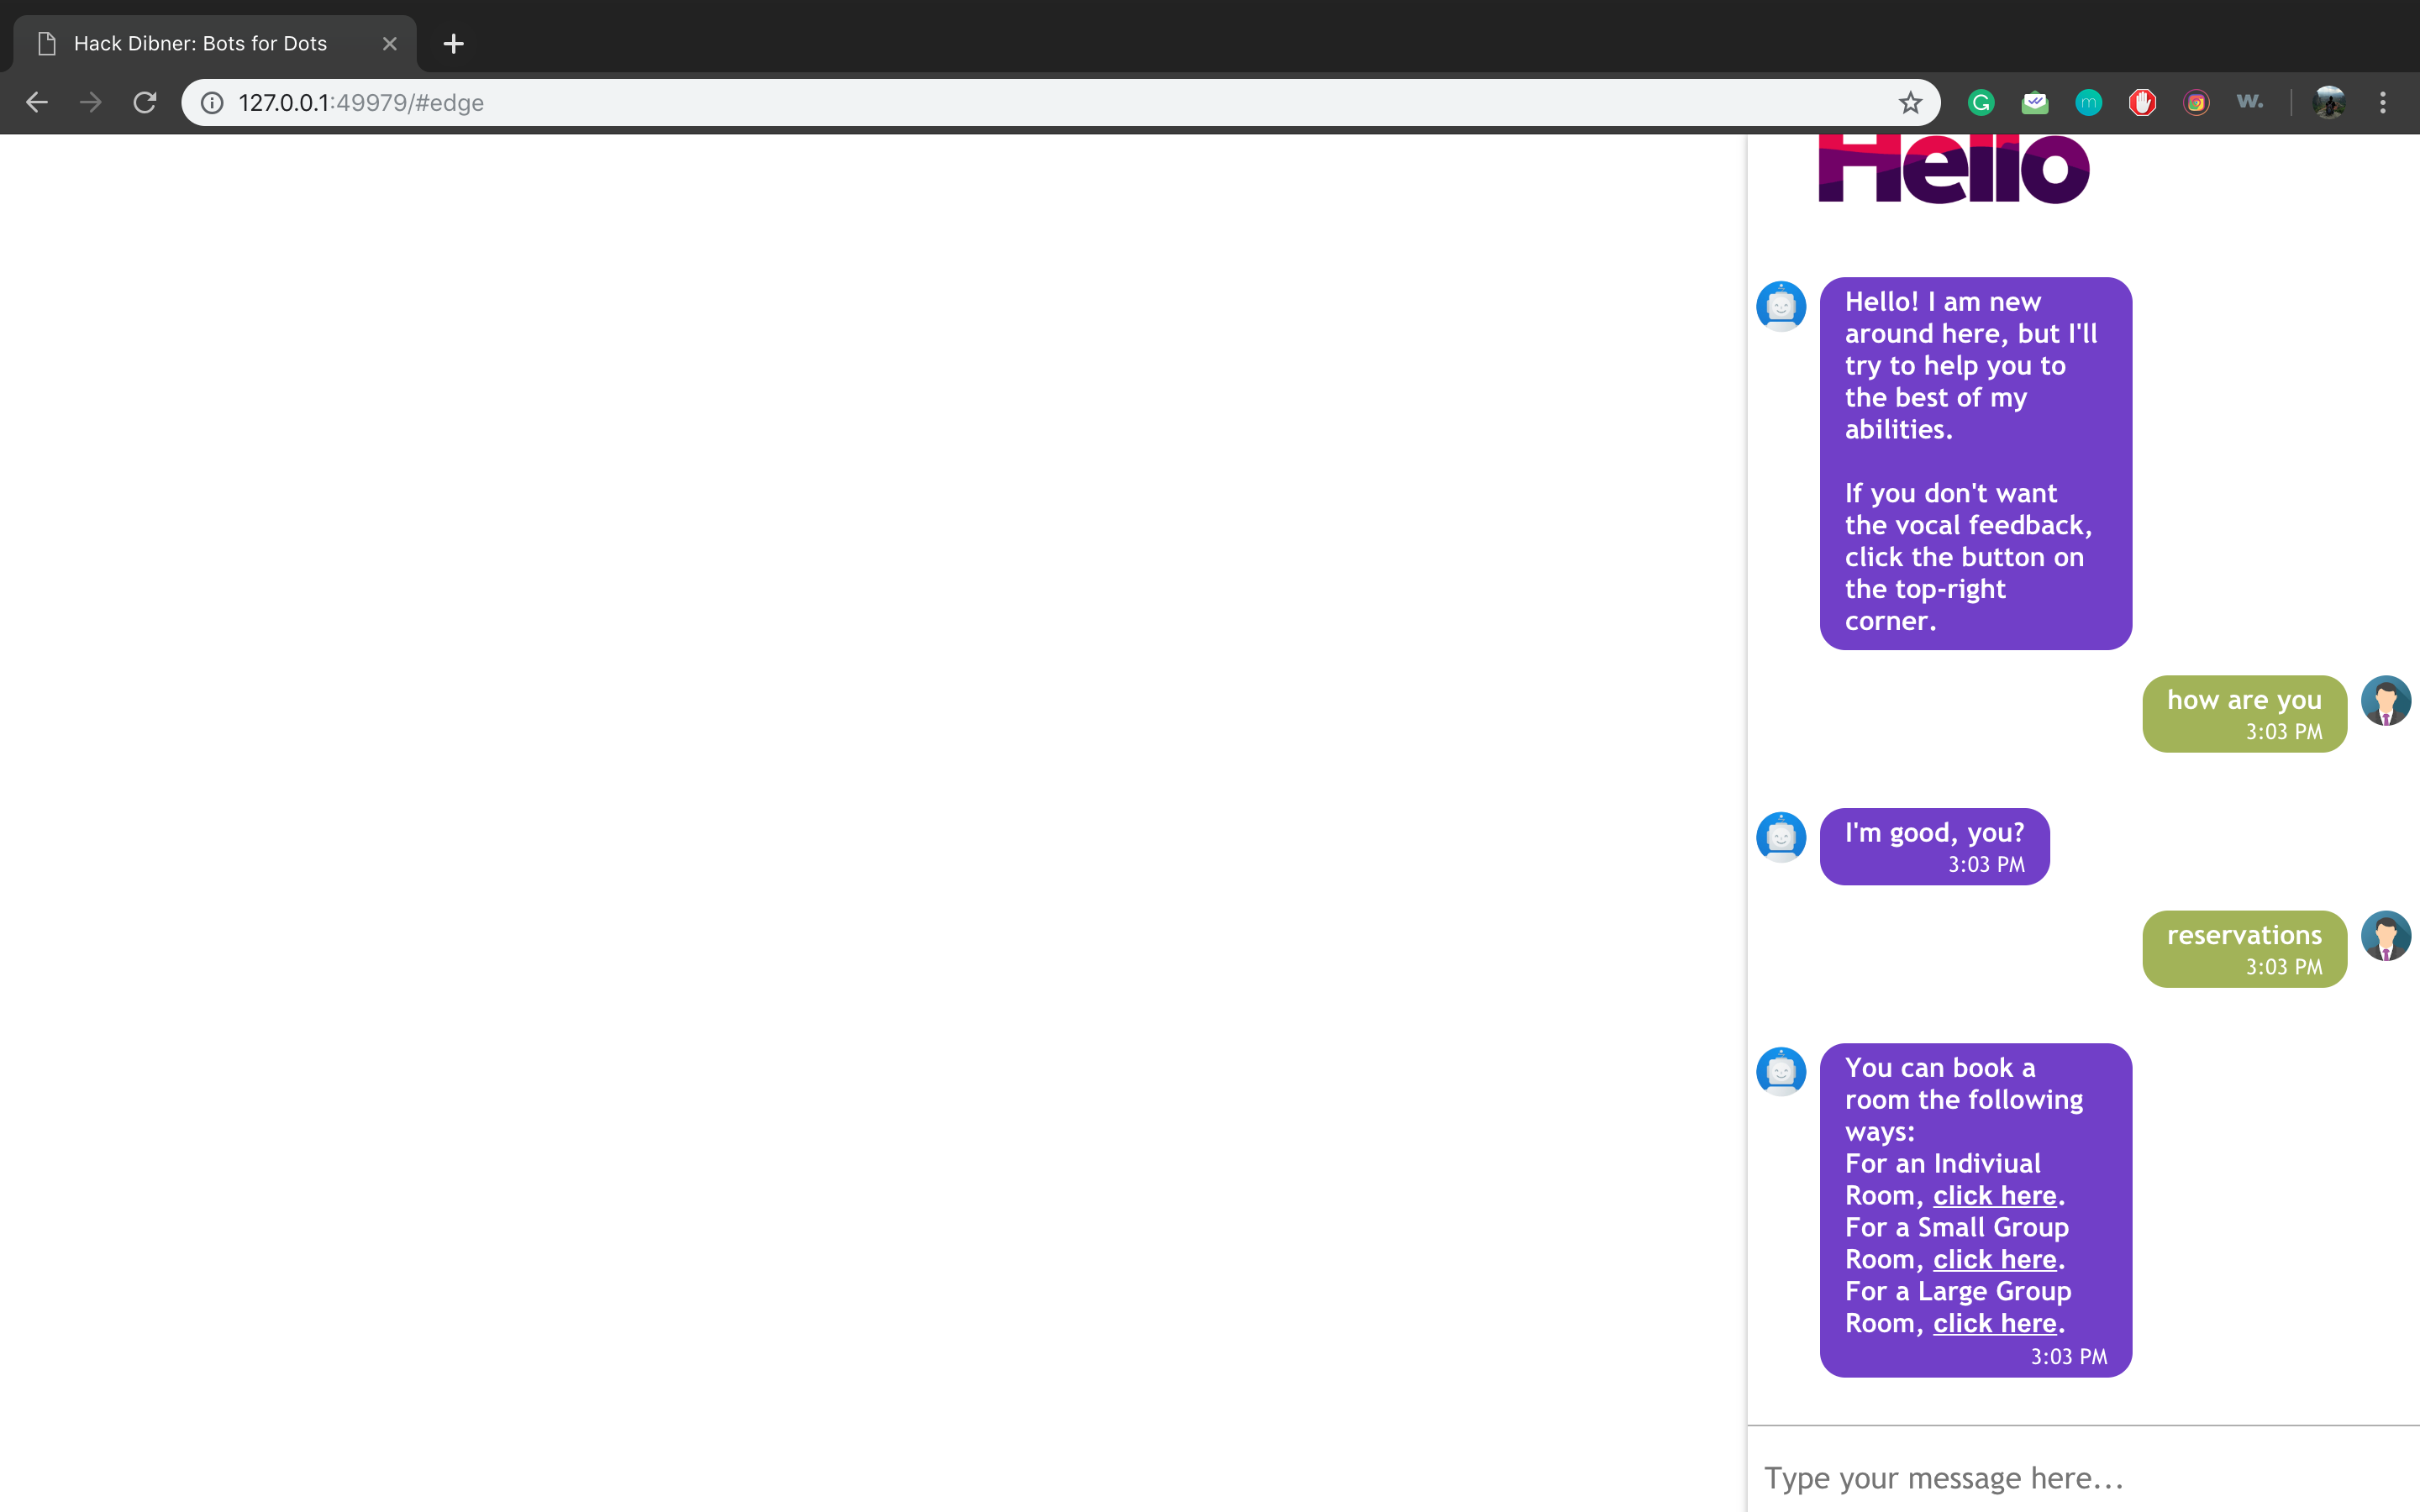 Hack Dibner: Bots for Dots
127.0.0.1:49979/#edge
w.
Hello
Hello! I am new
around here, but I'll
try to help you to
the best of my
abilities.
If you don't want
the vocal feedback,
click the button on
the top-right
corner.
how are you
3:03 PM
I'm good, you?
3:03 PM
reservations
3:03 PM
You can book a
room the following
ways:
For an Indiviual
Room, click here.
For a Small Group
Room, click here.
For a Large Group
Room, click here.
3:03 PM
Type your message here...